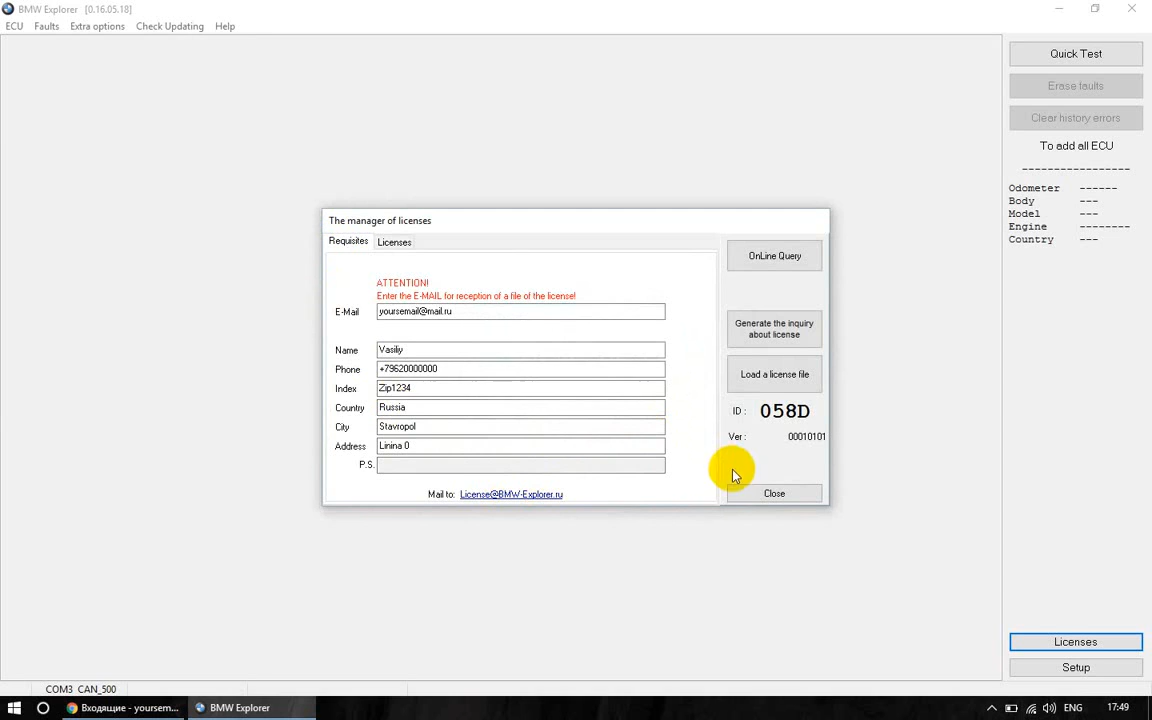 BMW Explorer [0.16.05.18]
ECU Faults Extra options Check Updating Help
Quick Test
Erase faults
Clear history errors
To add all ECU
-----------------
Odometer ------
Body ---
Model ---
Engine --------
Country ---
The manager of licenses
Requisites Licenses
ATTENTION!
Enter the E-MAIL for reception of a file of the license!
E-Mail yoursemail@mail.ru
Name Vasiliy
Phone +79620000000
Index Zip1234
Country Russia
City Stavropol
Address Linina 0
P.S.
Mail to: License@BMW-Explorer.ru
OnLine Query
Generate the inquiry
about license
Load a license file
ID : 058D
Ver : 00010101
Close
Licenses
Setup
COM3 CAN_500
Входящие - yoursem...
BMW Explorer
ENG
17:49